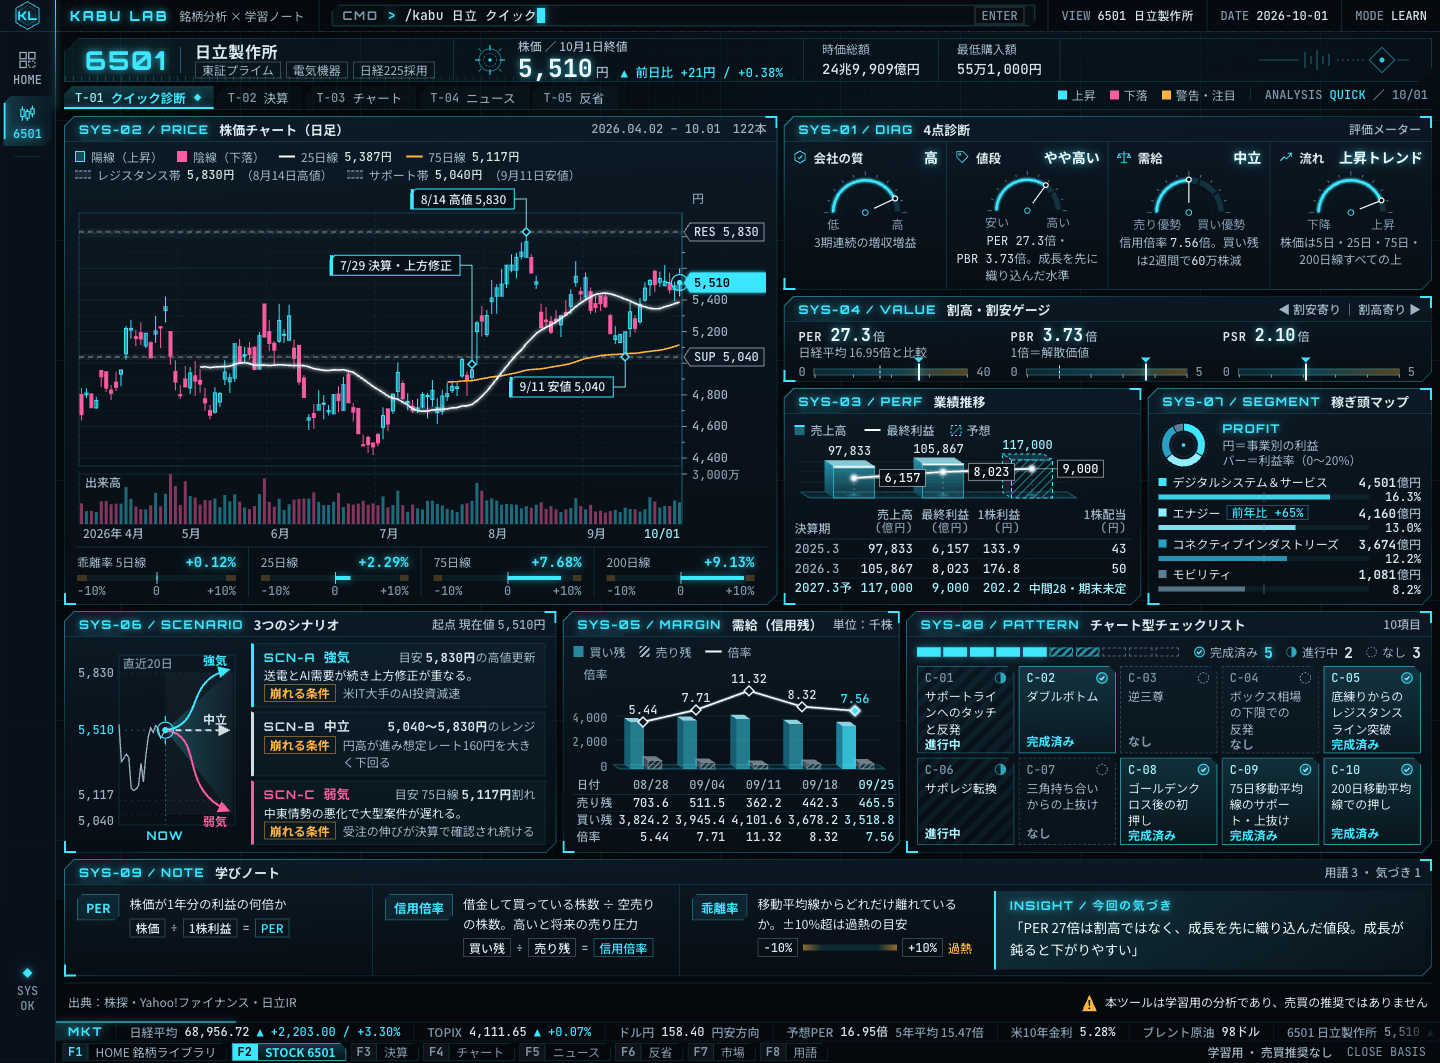 KL KABU LAB 銘柄分析 × 学習ノート CMD > /kabu 日立 クイック ENTER VIEW 6501 日立製作所 DATE 2026-10-01 MODE LEARN
HOME
6501
6501 日立製作所
東証プライム 電気機器 日経225採用
株価 ／ 10月1日終値
5,510円 ▲ 前日比 +21円 / +0.38%
時価総額
24兆9,909億円
最低購入額
55万1,000円
T-01 クイック診断 ◆ T-02 決算 T-03 チャート T-04 ニュース T-05 反省
上昇 下落 警告・注目 ANALYSIS QUICK ／ 10/01
SYS-02 / PRICE 株価チャート（日足） 2026.04.02 – 10.01 122本
陽線（上昇） 陰線（下落） 25日線 5,387円 75日線 5,117円
レジスタンス帯 5,830円 （8月14日高値） サポート帯 5,040円 （9月11日安値）
8/14 高値 5,830
円
RES 5,830
7/29 決算・上方修正
5,510
5,400
5,200
SUP 5,040
9/11 安値 5,040
4,800
4,600
4,400
3,000万
出来高
2026年 4月 5月 6月 7月 8月 9月 10/01
乖離率 5日線 +0.12% 25日線 +2.29% 75日線 +7.68% 200日線 +9.13%
-10% 0 +10% -10% 0 +10% -10% 0 +10% -10% 0 +10%
SYS-01 / DIAG 4点診断 評価メーター
会社の質 高
低 高
3期連続の増収増益
値段 やや高い
安い 高い
PER 27.3倍・
PBR 3.73倍。成長を先に
織り込んだ水準
需給 中立
売り優勢 買い優勢
信用倍率 7.56倍。買い残
は2週間で60万株減
流れ 上昇トレンド
下降 上昇
株価は5日・25日・75日・
200日線すべての上
SYS-04 / VALUE 割高・割安ゲージ ◀ 割安寄り ｜ 割高寄り ▶
PER 27.3倍 PBR 3.73倍 PSR 2.10倍
日経平均 16.95倍と比較 1倍＝解散価値
0 40 0 5 0 5
SYS-03 / PERF 業績推移
売上高 最終利益 予想
97,833 105,867 117,000
6,157 8,023 9,000
決算期 売上高（億円） 最終利益（億円） 1株利益（円） 1株配当（円）
2025.3 97,833 6,157 133.9 43
2026.3 105,867 8,023 176.8 50
2027.3予 117,000 9,000 202.2 中間28・期末未定
SYS-07 / SEGMENT 稼ぎ頭マップ
PROFIT
円＝事業別の利益
バー＝利益率（0〜20%）
デジタルシステム＆サービス 4,501億円
16.3%
エナジー 前年比 +65% 4,160億円
13.0%
コネクティブインダストリーズ 3,674億円
12.2%
モビリティ 1,081億円
8.2%
SYS-06 / SCENARIO 3つのシナリオ 起点 現在値 5,510円
直近20日
5,830
5,510
5,117
5,040
強気
中立
弱気
NOW
SCN-A 強気 目安 5,830円の高値更新
送電とAI需要が続き上方修正が重なる。
崩れる条件 米IT大手のAI投資減速
SCN-B 中立 5,040〜5,830円のレンジ
崩れる条件 円高が進み想定レート160円を大き
く下回る
SCN-C 弱気 目安 75日線 5,117円割れ
中東情勢の悪化で大型案件が遅れる。
崩れる条件 受注の伸びが決算で確認され続ける
SYS-05 / MARGIN 需給（信用残） 単位：千株
買い残 売り残 倍率
倍率
5.44 7.71 11.32 8.32 7.56
4,000
2,000
0
日付 08/28 09/04 09/11 09/18 09/25
売り残 703.6 511.5 362.2 442.3 465.5
買い残 3,824.2 3,945.4 4,101.6 3,678.2 3,518.8
倍率 5.44 7.71 11.32 8.32 7.56
SYS-08 / PATTERN チャート型チェックリスト 10項目
完成済み 5 進行中 2 なし 3
C-01
サポートライ
ンへのタッチ
と反発
進行中
C-02
ダブルボトム
完成済み
C-03
逆三尊
なし
C-04
ボックス相場
の下限での
反発
なし
C-05
底練りからの
レジスタンス
ライン突破
完成済み
C-06
サポレジ転換
進行中
C-07
三角持ち合い
からの上抜け
なし
C-08
ゴールデンク
ロス後の初
押し
完成済み
C-09
75日移動平均
線のサポー
ト・上抜け
完成済み
C-10
200日移動平均
線での押し
完成済み
SYS-09 / NOTE 学びノート 用語 3 ・ 気づき 1
PER 株価が1年分の利益の何倍か
株価 ÷ 1株利益 = PER
信用倍率 借金して買っている株数 ÷ 空売り
の株数。高いと将来の売り圧力
買い残 ÷ 売り残 = 信用倍率
乖離率 移動平均線からどれだけ離れている
か。±10%超は過熱の目安
-10% +10% 過熱
INSIGHT / 今回の気づき
「PER 27倍は割高ではなく、成長を先に織り込んだ値段。成長が
鈍ると下がりやすい」
SYS
OK
出典：株探・Yahoo!ファイナンス・日立IR 本ツールは学習用の分析であり、売買の推奨ではありません
MKT 日経平均 68,956.72 ▲ +2,203.00 / +3.30% TOPIX 4,111.65 ▲ +0.07% ドル円 158.40 円安方向 予想PER 16.95倍 5年平均 15.47倍 米10年金利 5.28% ブレント原油 98ドル 6501 日立製作所 5,510 ▲
F1 HOME 銘柄ライブラリ F2 STOCK 6501 F3 決算 F4 チャート F5 ニュース F6 反省 F7 市場 F8 用語 学習用 ・ 売買推奨なし CLOSE BASIS